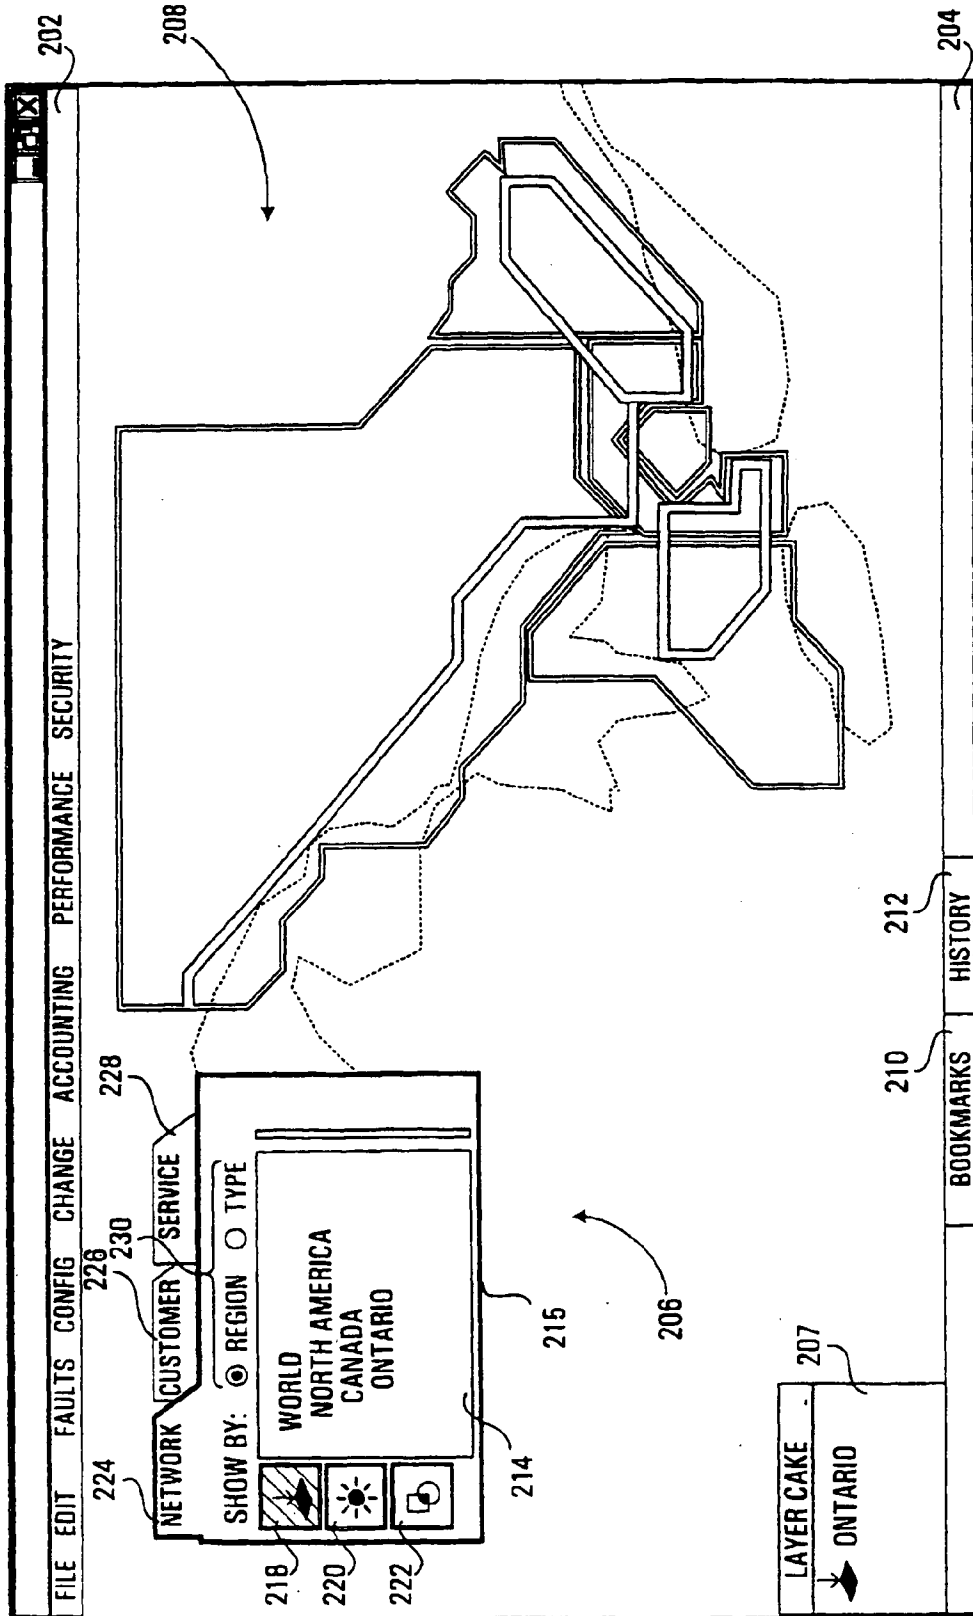 202
208
FILE EDIT FAULTS CONFIG CHANGE ACCOUNTING PERFORMANCE SECURITY
224
226
230
228
NETWORK CUSTOMER SERVICE
SHOW BY: REGION TYPE
WORLD
NORTH AMERICA
CANADA
ONTARIO
218
220
222
214
215
206
207
LAYER CAKE
ONTARIO
210
212
BOOKMARKS HISTORY
204